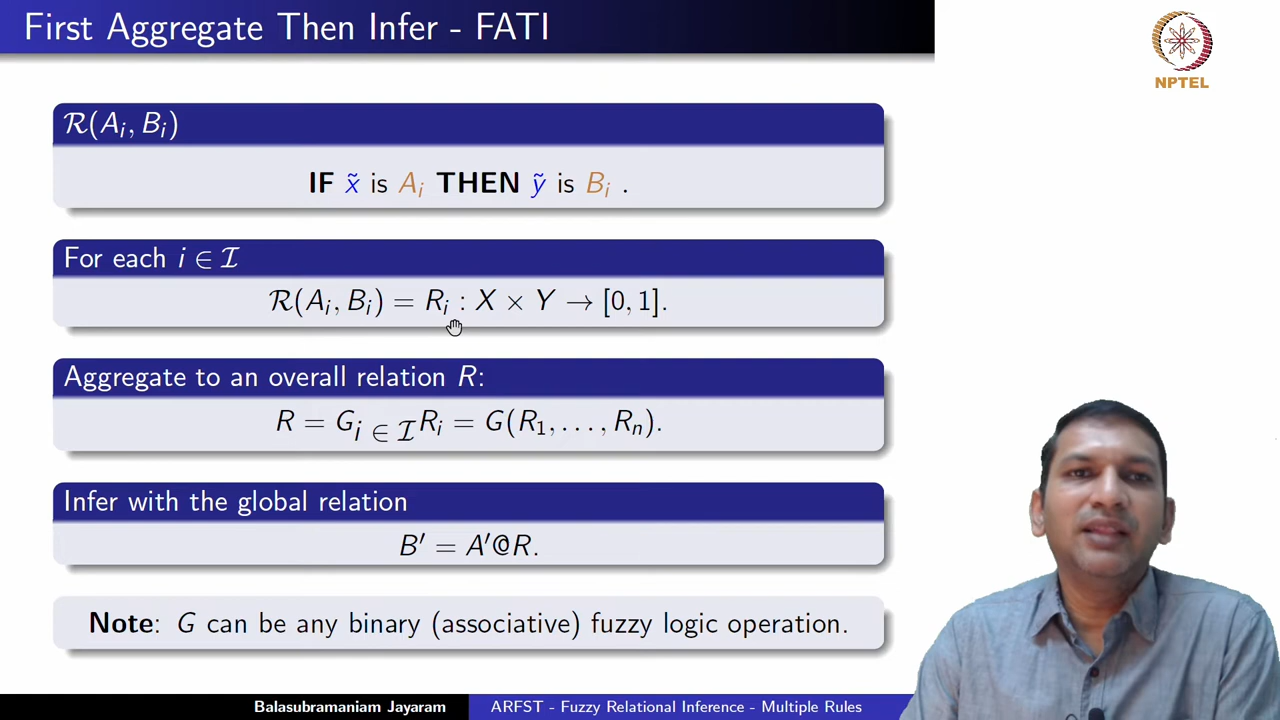 First Aggregate Then Infer - FATI
NPTEL
ℛ(Aᵢ, Bᵢ)
IF x̃ is Aᵢ THEN ỹ is Bᵢ .
For each i ∈ ℐ
ℛ(Aᵢ, Bᵢ) = Rᵢ : X × Y → [0, 1].
Aggregate to an overall relation R:
R = G_{i ∈ ℐ} Rᵢ = G(R₁, . . . , Rₙ).
Infer with the global relation
B′ = A′@R.
Note: G can be any binary (associative) fuzzy logic operation.
Balasubramaniam Jayaram ARFST - Fuzzy Relational Inference - Multiple Rules